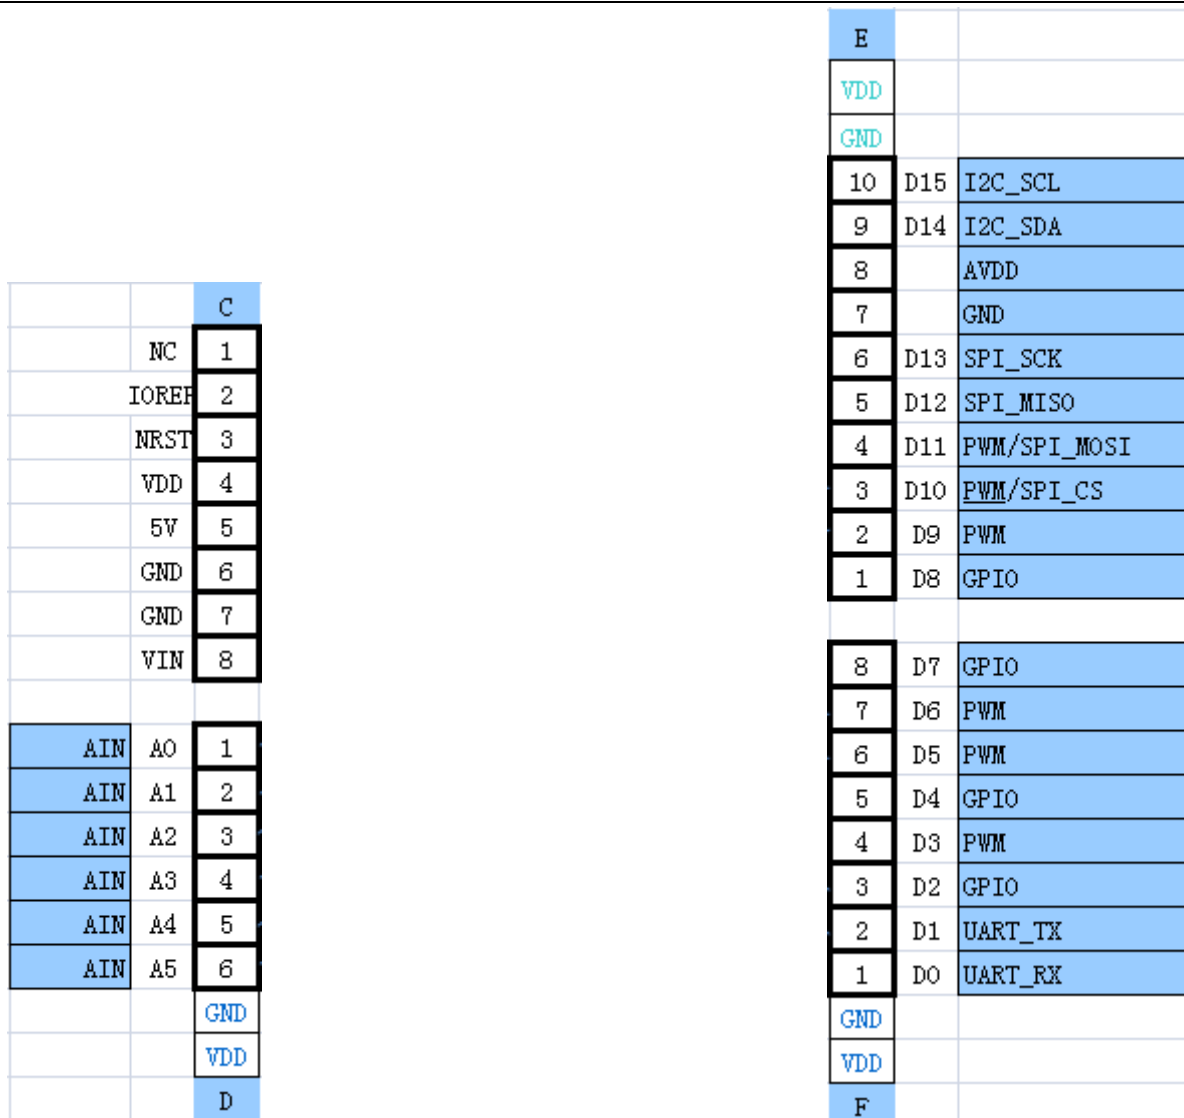 C
NC 1
IOREF 2
NRST 3
VDD 4
5V 5
GND 6
GND 7
VIN 8
AIN A0 1
AIN A1 2
AIN A2 3
AIN A3 4
AIN A4 5
AIN A5 6
GND
VDD
D
E
VDD
GND
10 D15 I2C_SCL
9 D14 I2C_SDA
8 AVDD
7 GND
6 D13 SPI_SCK
5 D12 SPI_MISO
4 D11 PWM/SPI_MOSI
3 D10 PWM/SPI_CS
2 D9 PWM
1 D8 GPIO
8 D7 GPIO
7 D6 PWM
6 D5 PWM
5 D4 GPIO
4 D3 PWM
3 D2 GPIO
2 D1 UART_TX
1 D0 UART_RX
GND
VDD
F